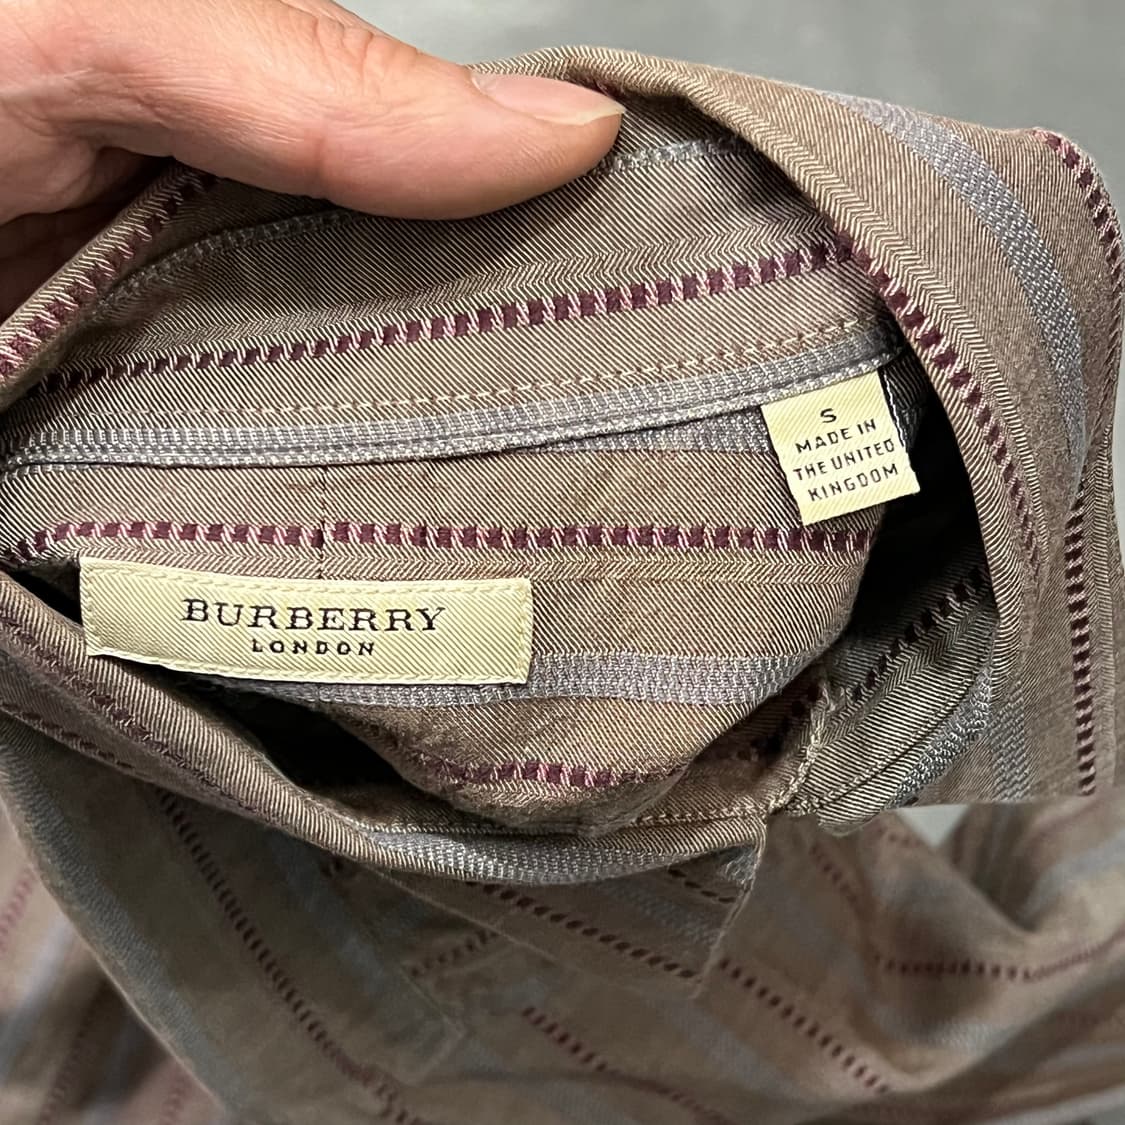 S
MADE IN
THE UNITED
KINGDOM
BURBERRY
LONDON